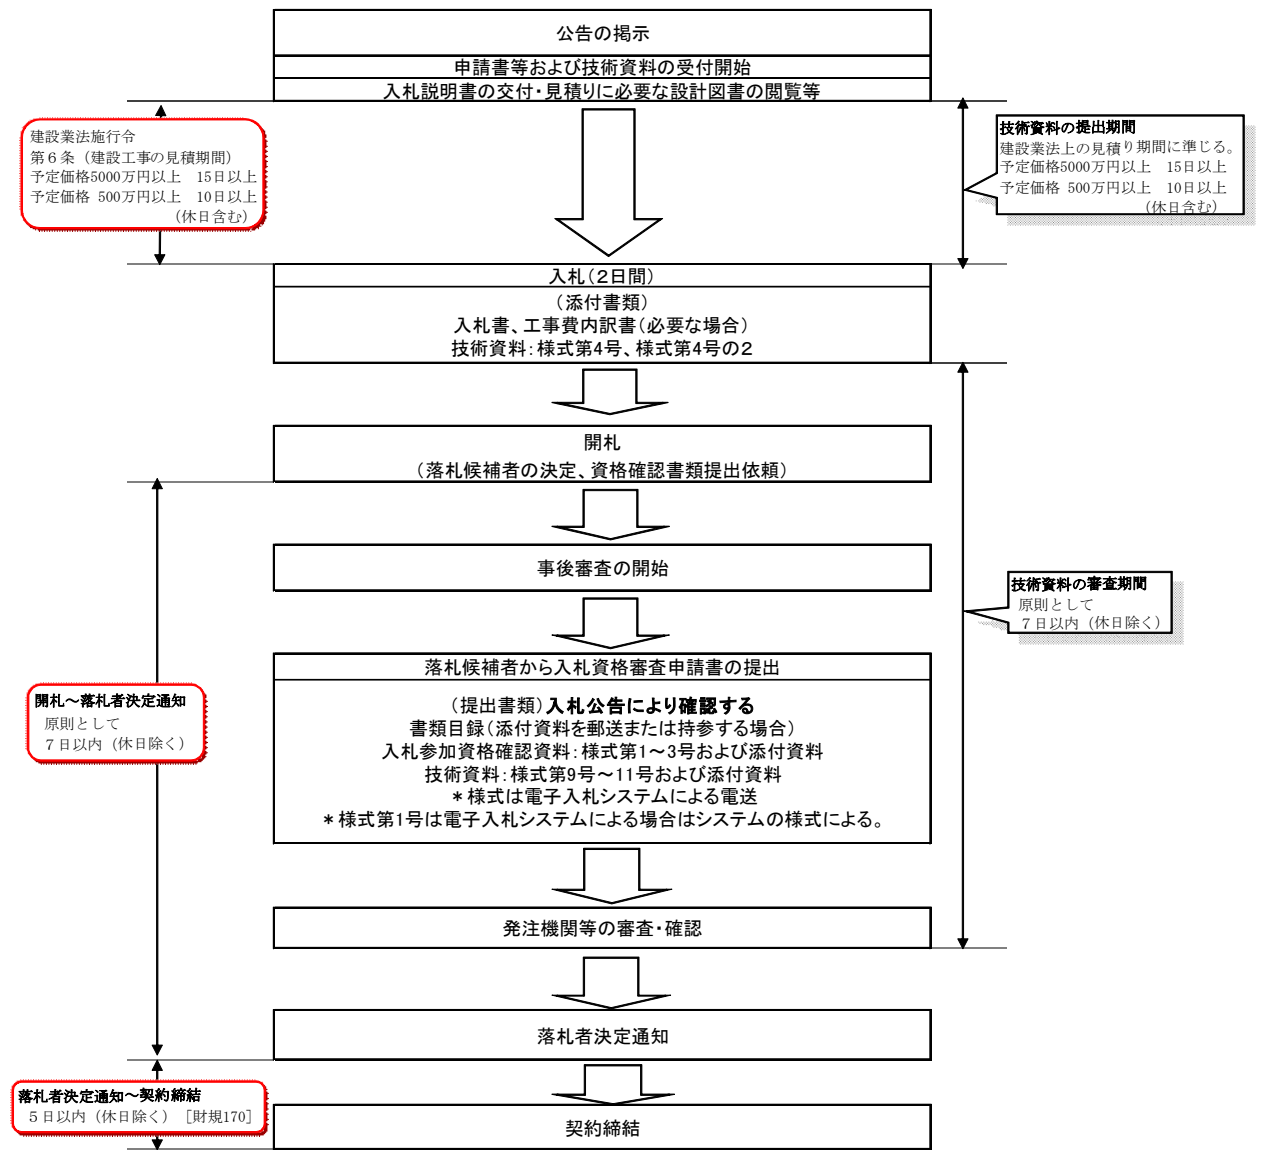 公告の掲示
申請書等および技術資料の受付開始
入札説明書の交付・見積りに必要な設計図書の閲覧等
建設業法施行令
第６条（建設工事の見積期間）
予定価格5000万円以上　15日以上
予定価格 500万円以上　10日以上
（休日含む）
技術資料の提出期間
建設業法上の見積り期間に準じる。
予定価格5000万円以上　15日以上
予定価格 500万円以上　10日以上
（休日含む）
入札（２日間）
（添付書類）
入札書、工事費内訳書（必要な場合）
技術資料：様式第4号、様式第4号の２
開札
（落札候補者の決定、資格確認書類提出依頼）
事後審査の開始
技術資料の審査期間
原則として
７日以内（休日除く）
落札候補者から入札資格審査申請書の提出
（提出書類）入札公告により確認する
書類目録（添付資料を郵送または持参する場合）
入札参加資格確認資料：様式第1～3号および添付資料
技術資料：様式第9号～11号および添付資料
＊様式は電子入札システムによる電送
＊様式第1号は電子入札システムによる場合はシステムの様式による。
開札～落札者決定通知
原則として
７日以内（休日除く）
発注機関等の審査・確認
落札者決定通知
落札者決定通知～契約締結
５日以内（休日除く）［財規170］
契約締結